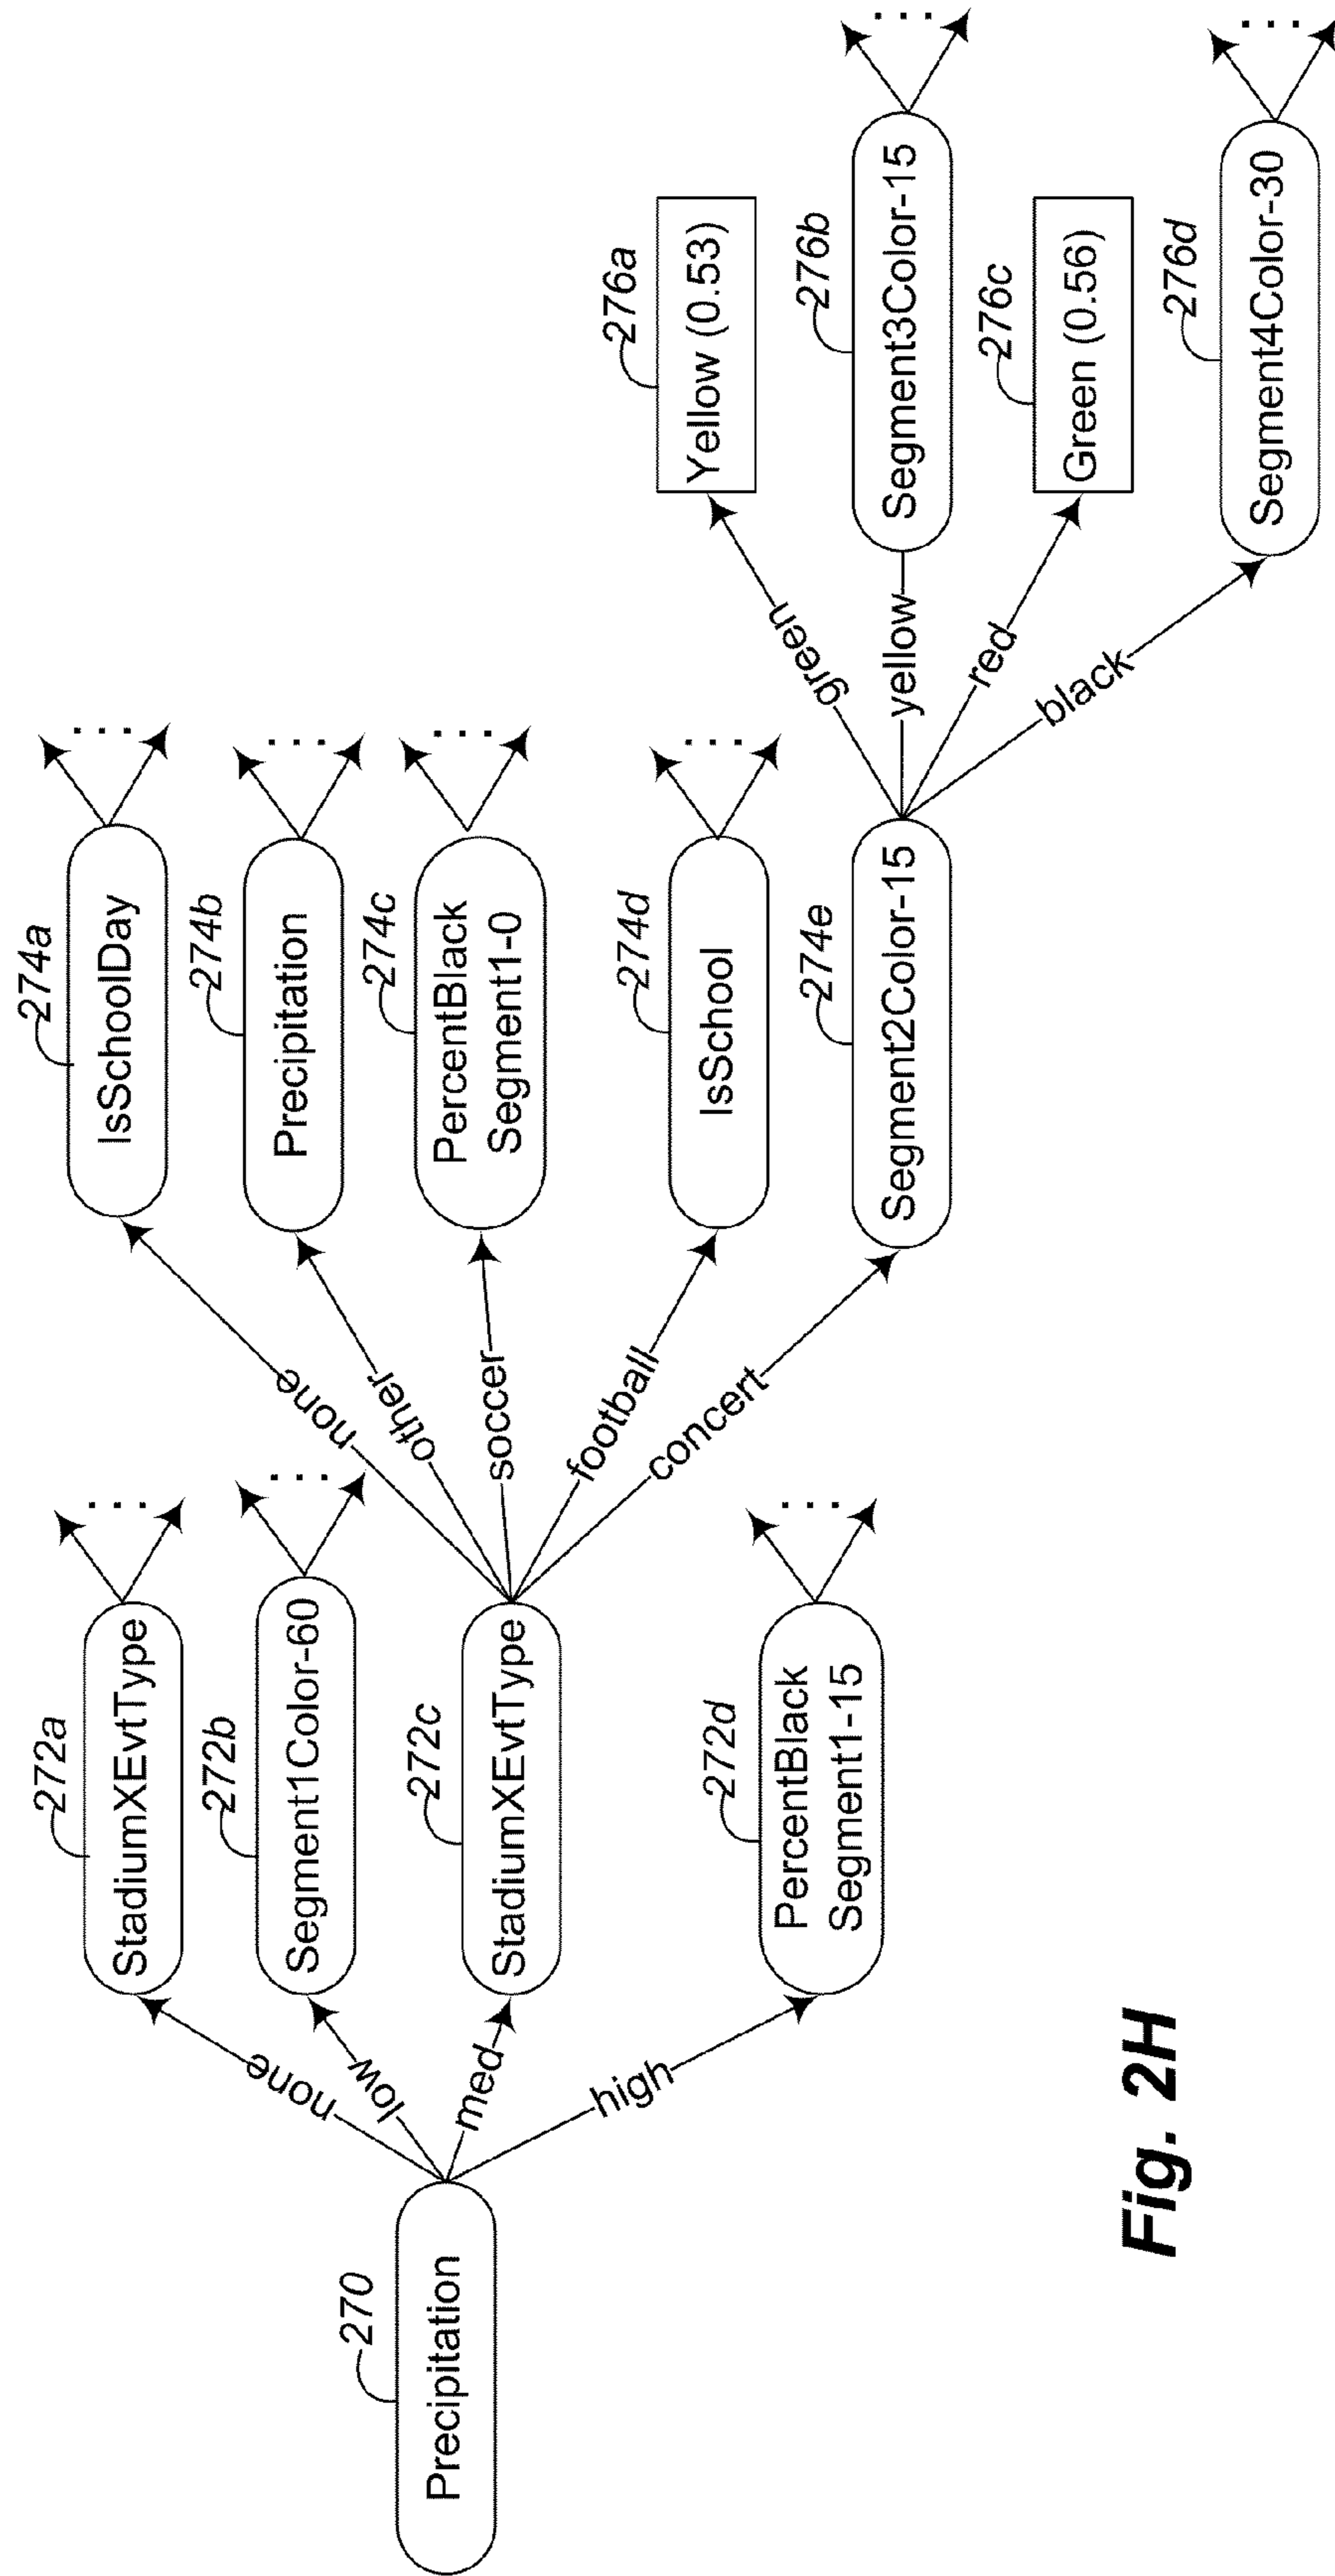 270
Precipitation
none
low
med
high
272a
StadiumXEvtType
...
272b
Segment1Color-60
...
272c
StadiumXEvtType
272d
PercentBlack
Segment1-15
...
none
other
soccer
football
concert
274a
IsSchoolDay
...
274b
Precipitation
...
274c
PercentBlack
Segment1-0
...
274d
IsSchool
...
274e
Segment2Color-15
green
yellow
red
black
276a
Yellow (0.53)
276b
Segment3Color-15
...
276c
Green (0.56)
276d
Segment4Color-30
...
Fig. 2H